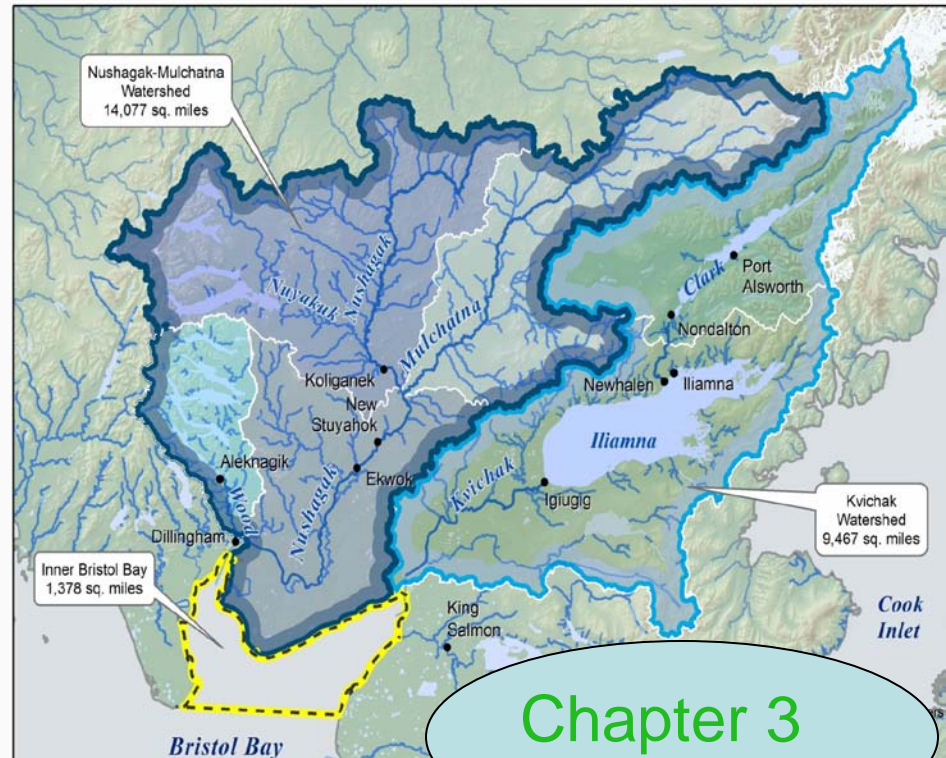 Nushagak-Mulchatna
Watershed
14,077 sq. miles
Nuyakuk
Nushagak
Mulchatna
Clark
Port
Alsworth
Nondalton
Koliganek
Newhalen
Iliamna
New
Stuyahok
Iliamna
Aleknagik
Ekwok
Wood
Nushagak
Kvichak
Igiugig
Kvichak
Watershed
9,467 sq. miles
Dillingham
Inner Bristol Bay
1,378 sq. miles
King
Salmon
Cook
Inlet
Chapter 3
Bristol Bay